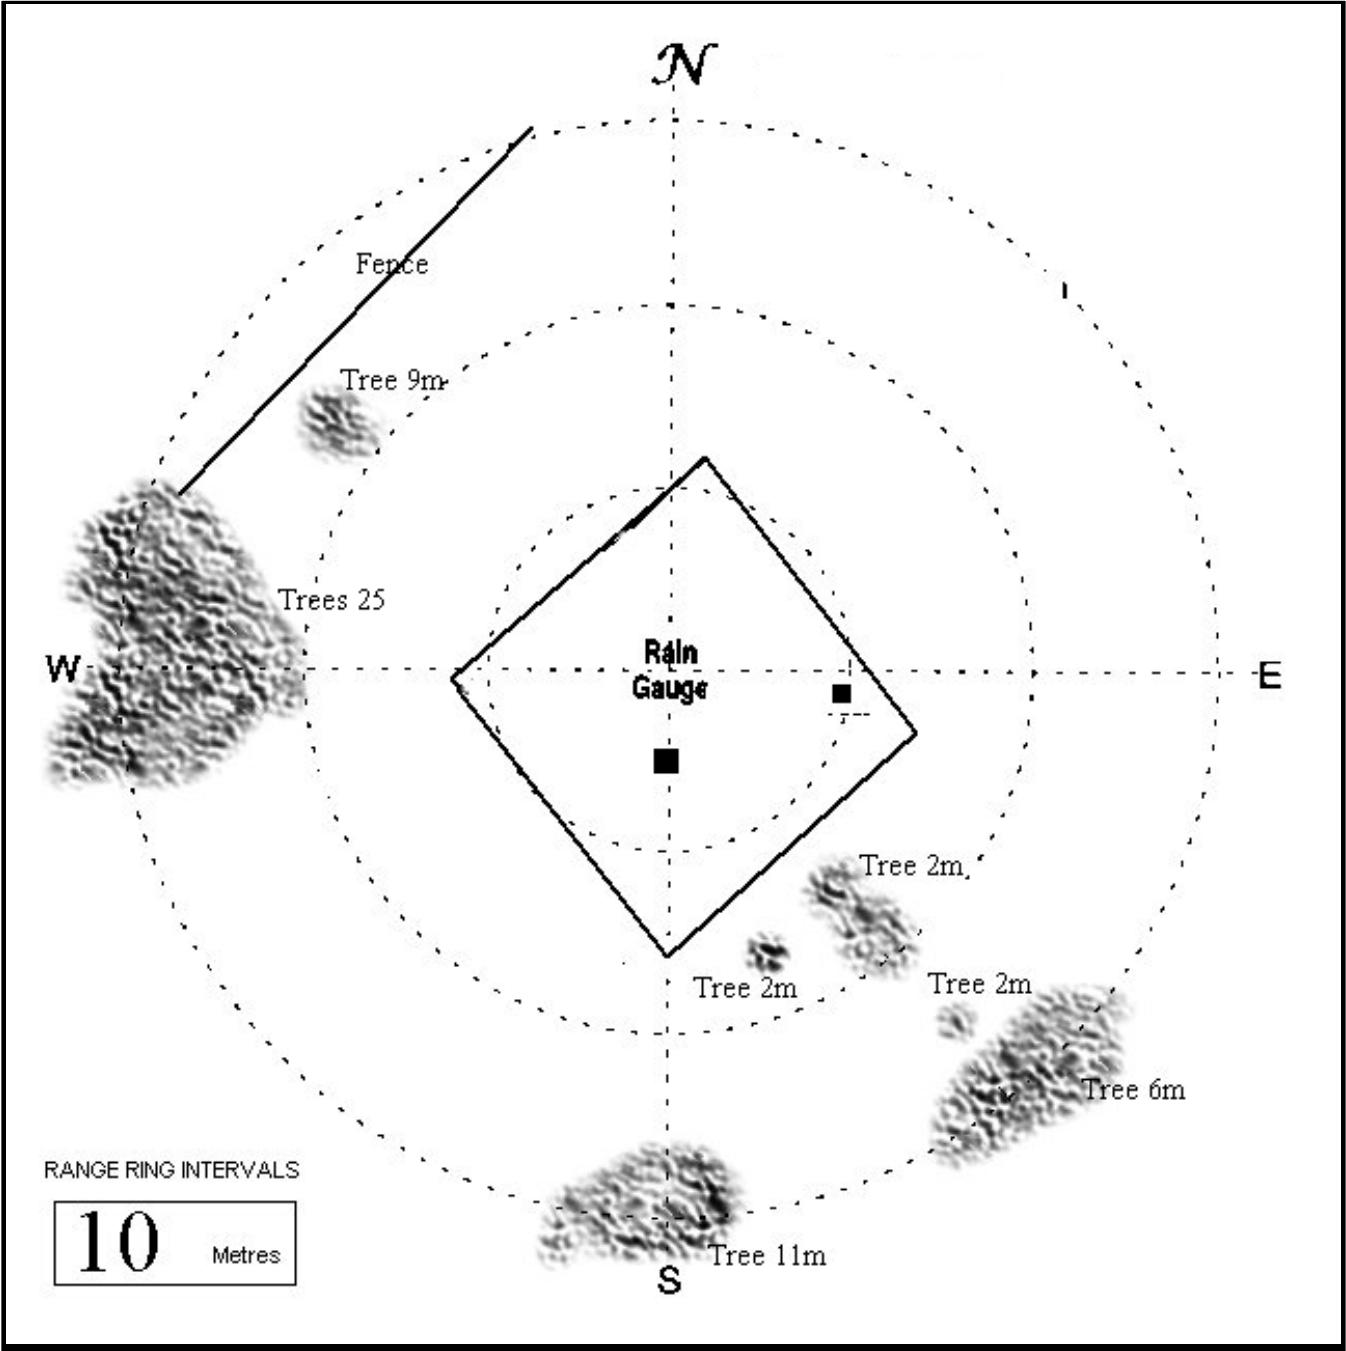 N
Fence
Tree 9m
Trees 25
Rain
Gauge
W
E
Tree 2m
Tree 2m
Tree 2m
Tree 6m
Tree 11m
S
RANGE RING INTERVALS
10 Metres